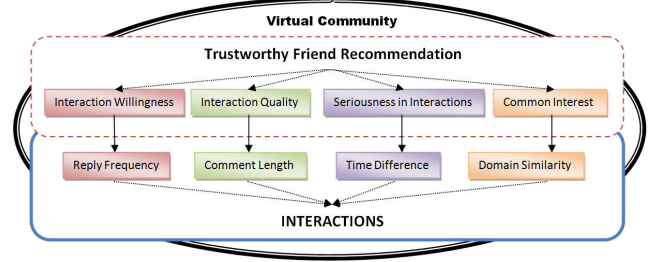 Virtual Community
Trustworthy Friend Recommendation
Interaction Willingness
Interaction Quality
Seriousness in Interactions
Common Interest
Reply Frequency
Comment Length
Time Difference
Domain Similarity
INTERACTIONS